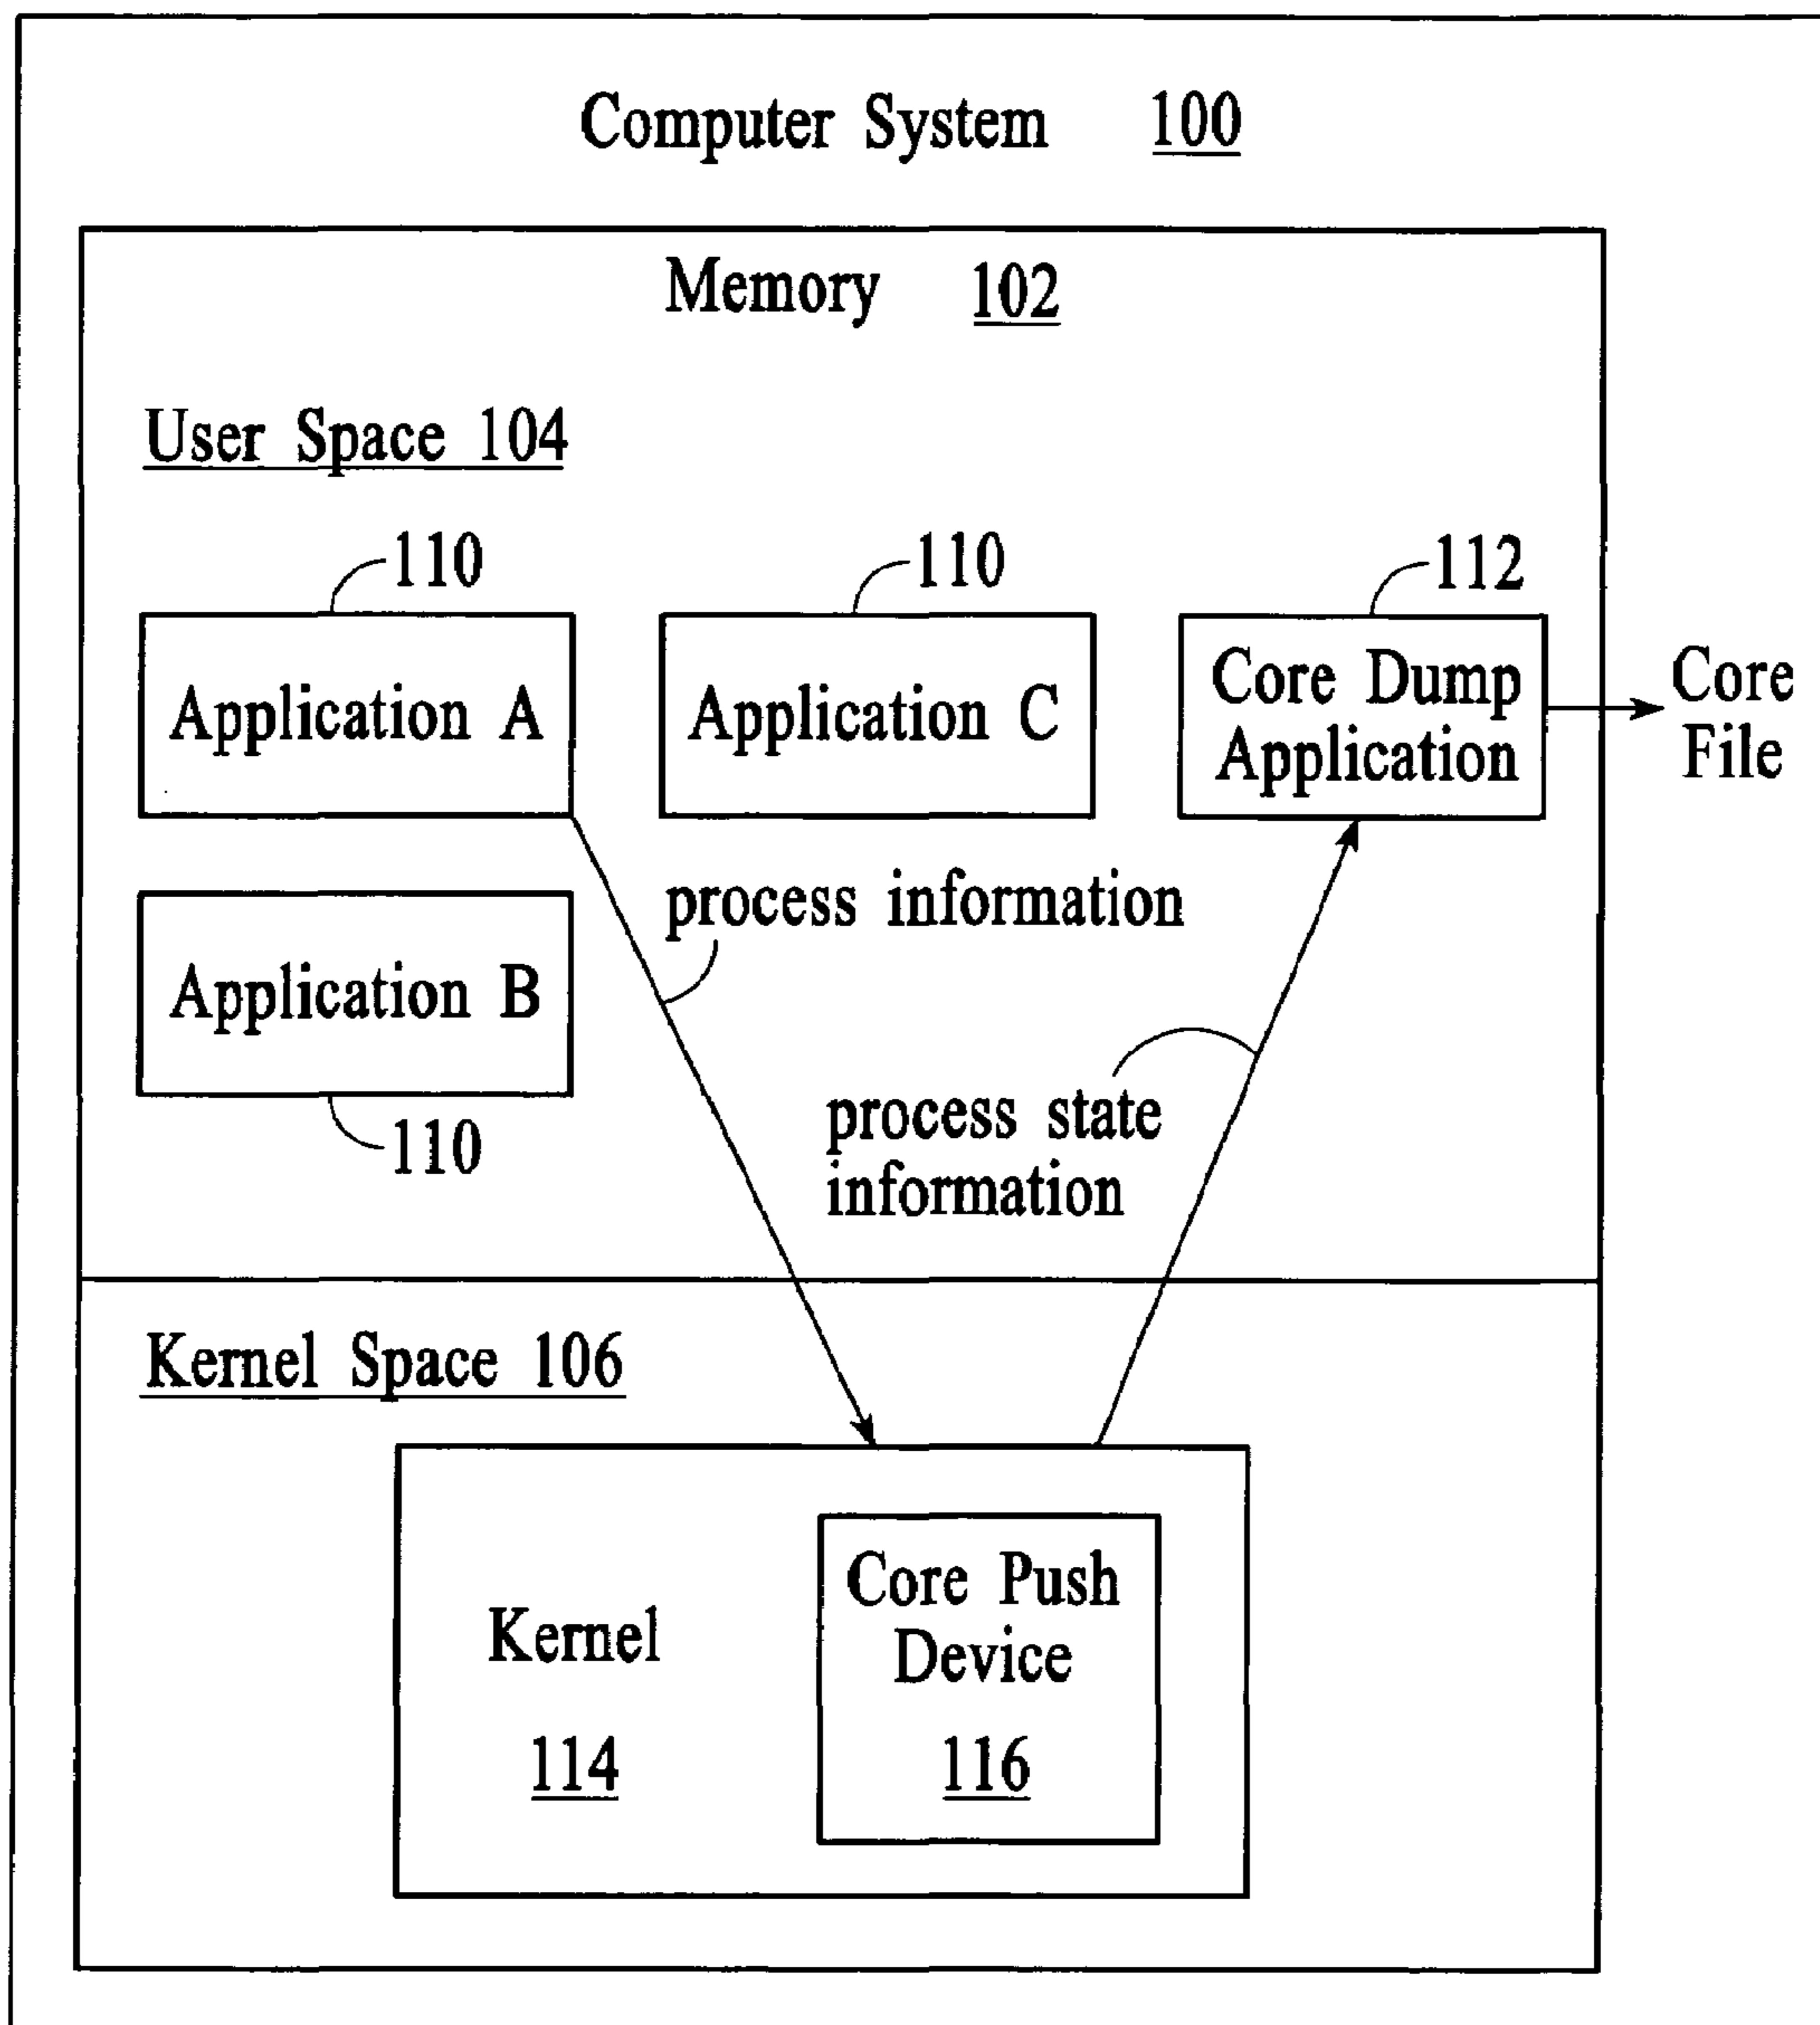 Computer System 100
Memory 102
User Space 104
110
110
112
Application A
Application C
Core Dump
Application
Core
File
process information
Application B
110
process state
information
Kernel Space 106
Core Push
Device
Kernel
114
116